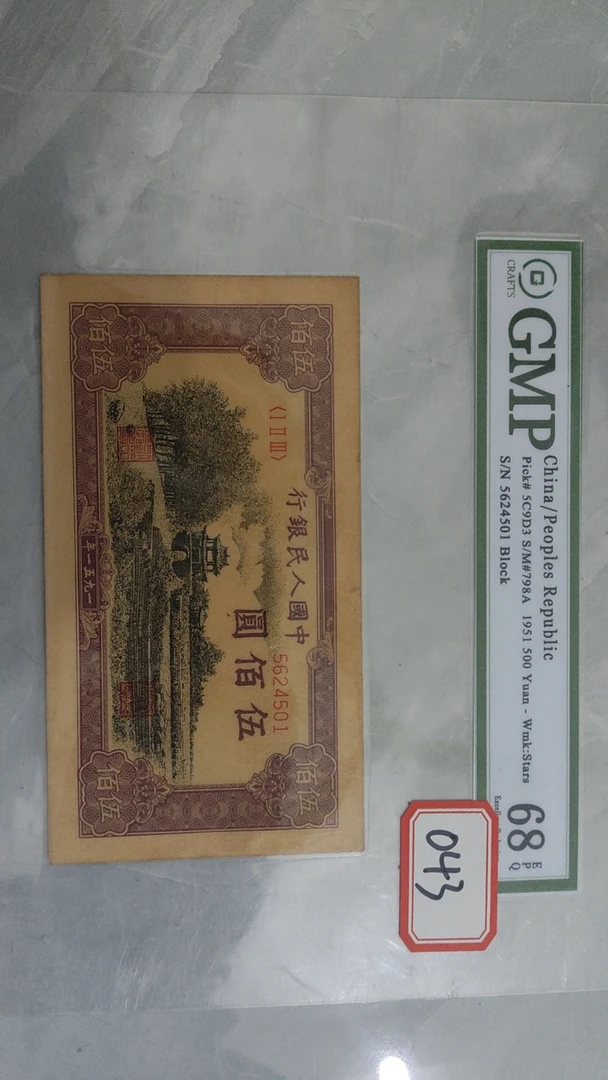 CRAFTS
GMP
China/Peoples Republic
Pick# 5C9D3 S/M#798A 1951 500 Yuan - Wmk:Stars
S/N 5624501 Block
68
E
P
Q
043
行銀民人國中
〈I II III〉
5624501
圓佰伍
佰伍
佰伍
佰伍
佰伍
年一五九一